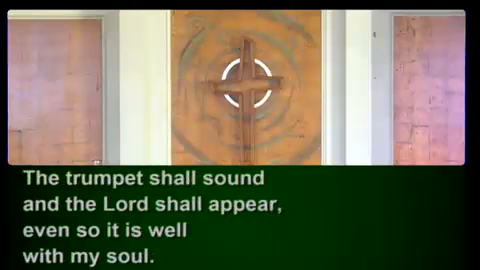 The trumpet shall sound
and the Lord shall appear,
even so it is well
with my soul.